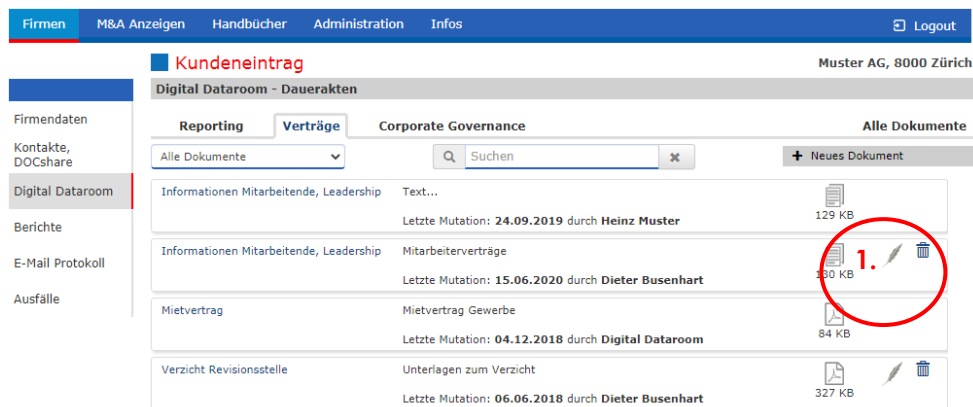 Firmen M&A Anzeigen Handbücher Administration Infos Logout
Kundeneintrag Muster AG, 8000 Zürich
Digital Dataroom - Dauerakten
Firmendaten
Kontakte,
DOCshare
Digital Dataroom
Berichte
E-Mail Protokoll
Ausfälle
Reporting Verträge Corporate Governance Alle Dokumente
Alle Dokumente Suchen + Neues Dokument
Informationen Mitarbeitende, Leadership Text...
Letzte Mutation: 24.09.2019 durch Heinz Muster 129 KB
Informationen Mitarbeitende, Leadership Mitarbeiterverträge 1.
Letzte Mutation: 15.06.2020 durch Dieter Busenhart 130 KB
Mietvertrag Mietvertrag Gewerbe
Letzte Mutation: 04.12.2018 durch Digital Dataroom 84 KB
Verzicht Revisionsstelle Unterlagen zum Verzicht
Letzte Mutation: 06.06.2018 durch Dieter Busenhart 327 KB